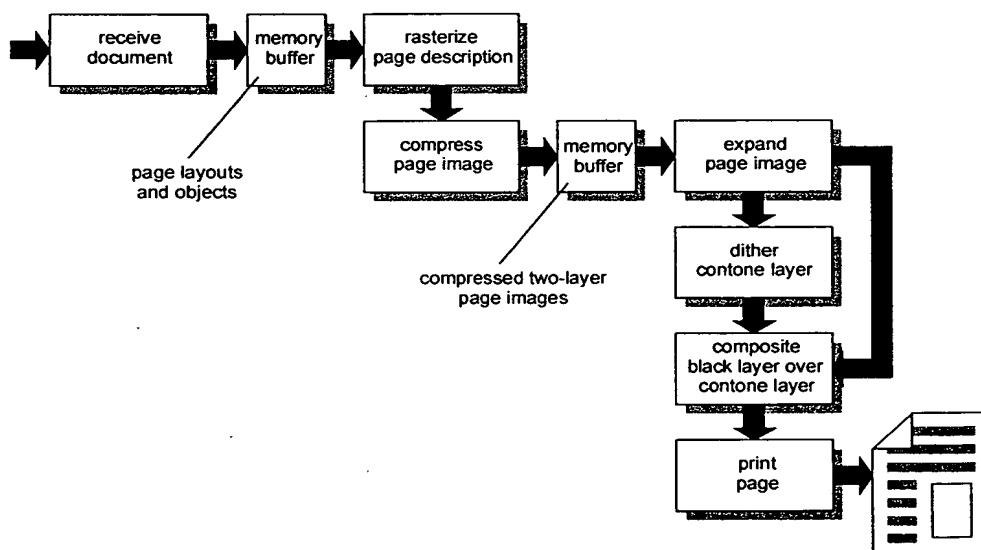 receive
document
memory
buffer
rasterize
page description
compress
page image
memory
buffer
expand
page image
page layouts
and objects
dither
contone layer
compressed two-layer
page images
composite
black layer over
contone layer
print
page